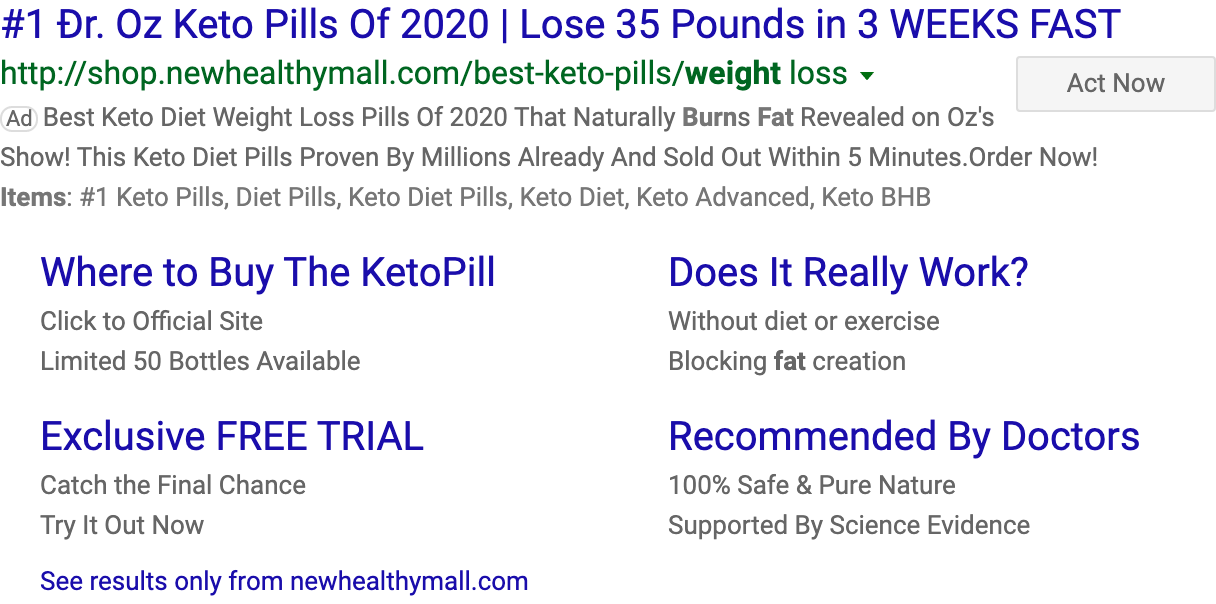 #1 Ðr. Oz Keto Pills Of 2020 | Lose 35 Pounds in 3 WEEKS FAST
http://shop.newhealthymall.com/best-keto-pills/weight loss
Act Now
Ad Best Keto Diet Weight Loss Pills Of 2020 That Naturally Burns Fat Revealed on Oz's
Show! This Keto Diet Pills Proven By Millions Already And Sold Out Within 5 Minutes.Order Now!
Items: #1 Keto Pills, Diet Pills, Keto Diet Pills, Keto Diet, Keto Advanced, Keto BHB
Where to Buy The KetoPill
Click to Official Site
Limited 50 Bottles Available
Does It Really Work?
Without diet or exercise
Blocking fat creation
Exclusive FREE TRIAL
Catch the Final Chance
Try It Out Now
Recommended By Doctors
100% Safe & Pure Nature
Supported By Science Evidence
See results only from newhealthymall.com